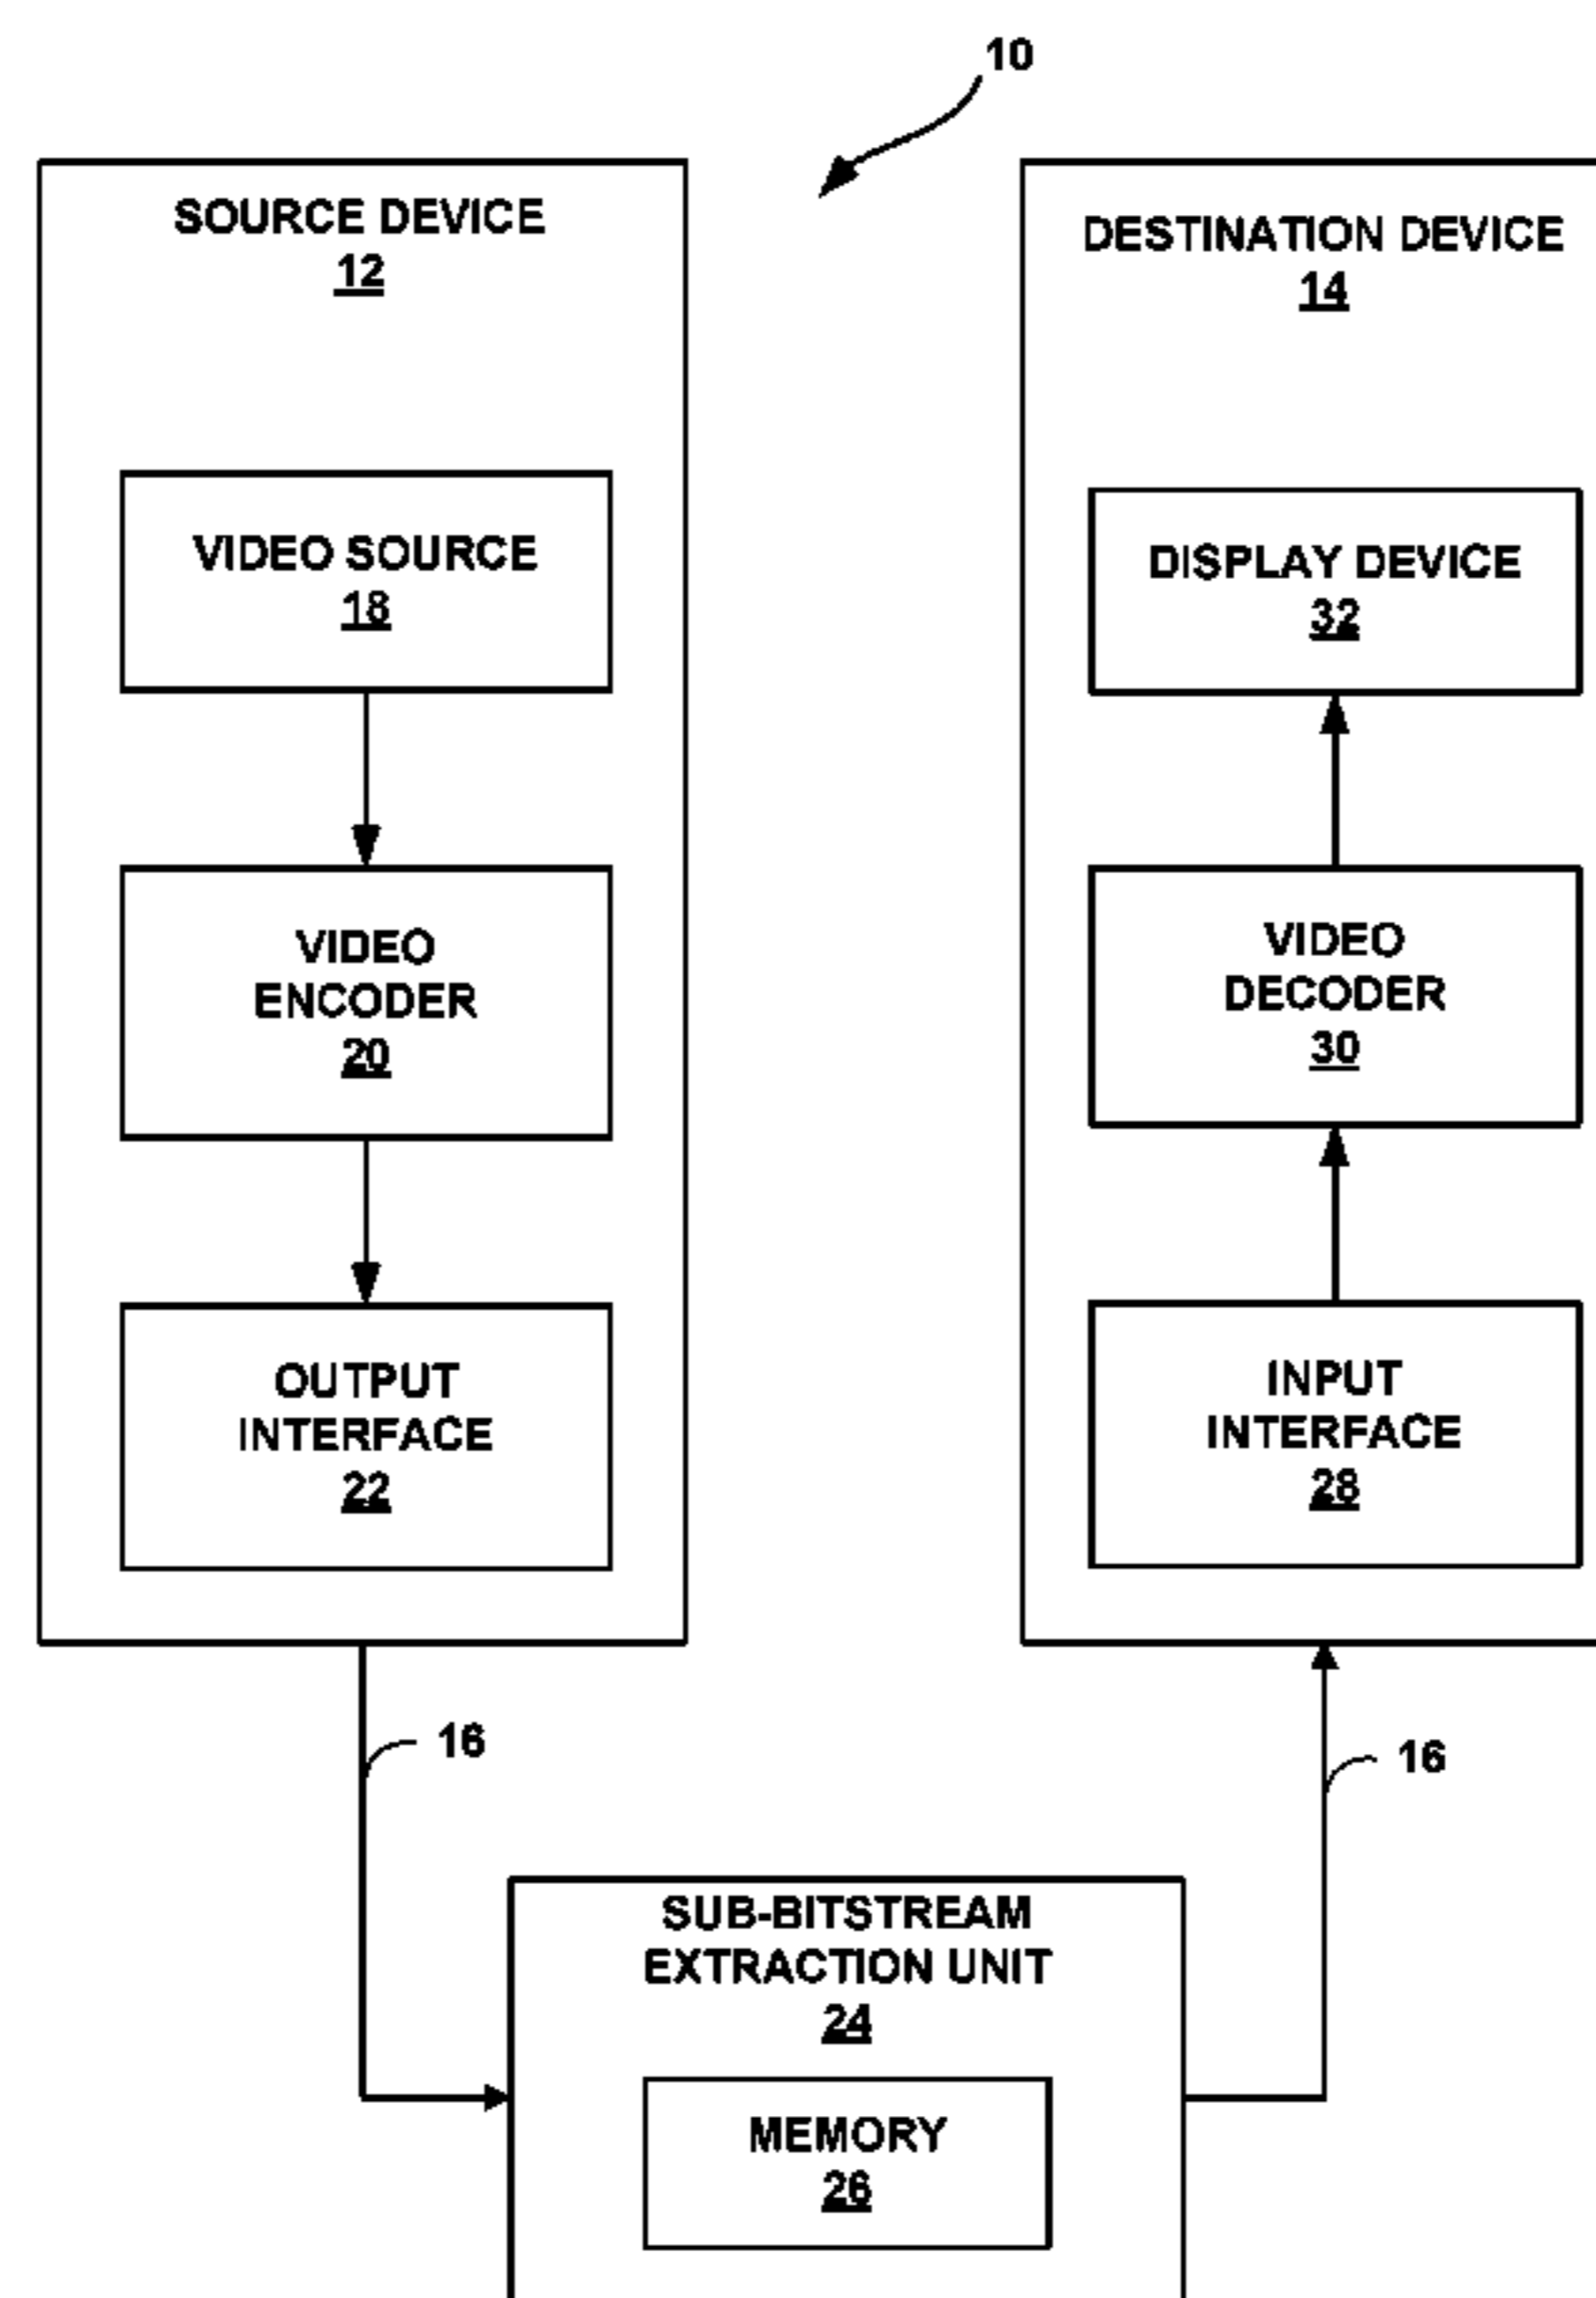 10
SOURCE DEVICE
12
VIDEO SOURCE
18
VIDEO
ENCODER
20
OUTPUT
INTERFACE
22
DESTINATION DEVICE
14
DISPLAY DEVICE
32
VIDEO
DECODER
30
INPUT
INTERFACE
28
16
16
SUB-BITSTREAM
EXTRACTION UNIT
24
MEMORY
26